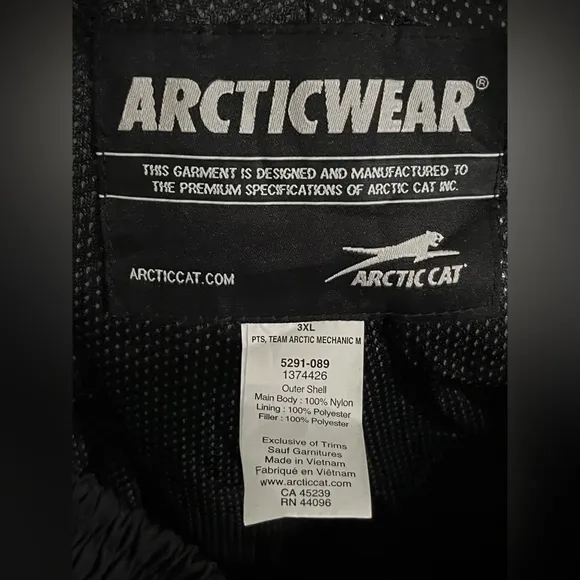 ARCTICWEAR®
THIS GARMENT IS DESIGNED AND MANUFACTURED TO
THE PREMIUM SPECIFICATIONS OF ARCTIC CAT INC.
ARCTICCAT.COM
ARCTIC CAT
3XL
PTS, TEAM ARCTIC MECHANIC M
5291-089
1374426
Outer Shell
Main Body : 100% Nylon
Lining : 100% Polyester
Filler : 100% Polyester
Exclusive of Trims
Sauf Garnitures
Made in Vietnam
Fabriqué en Viêtnam
www.arcticcat.com
CA 45239
RN 44096